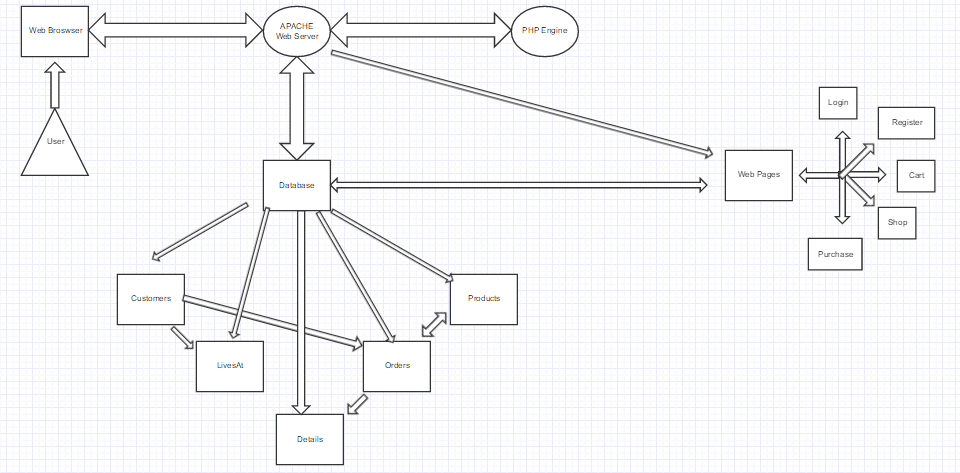 Web Broswser
APACHE
Web Server
PHP Engine
User
Login
Register
Database
Web Pages
Cart
Shop
Purchase
Customers
Products
LivesAt
Orders
Details